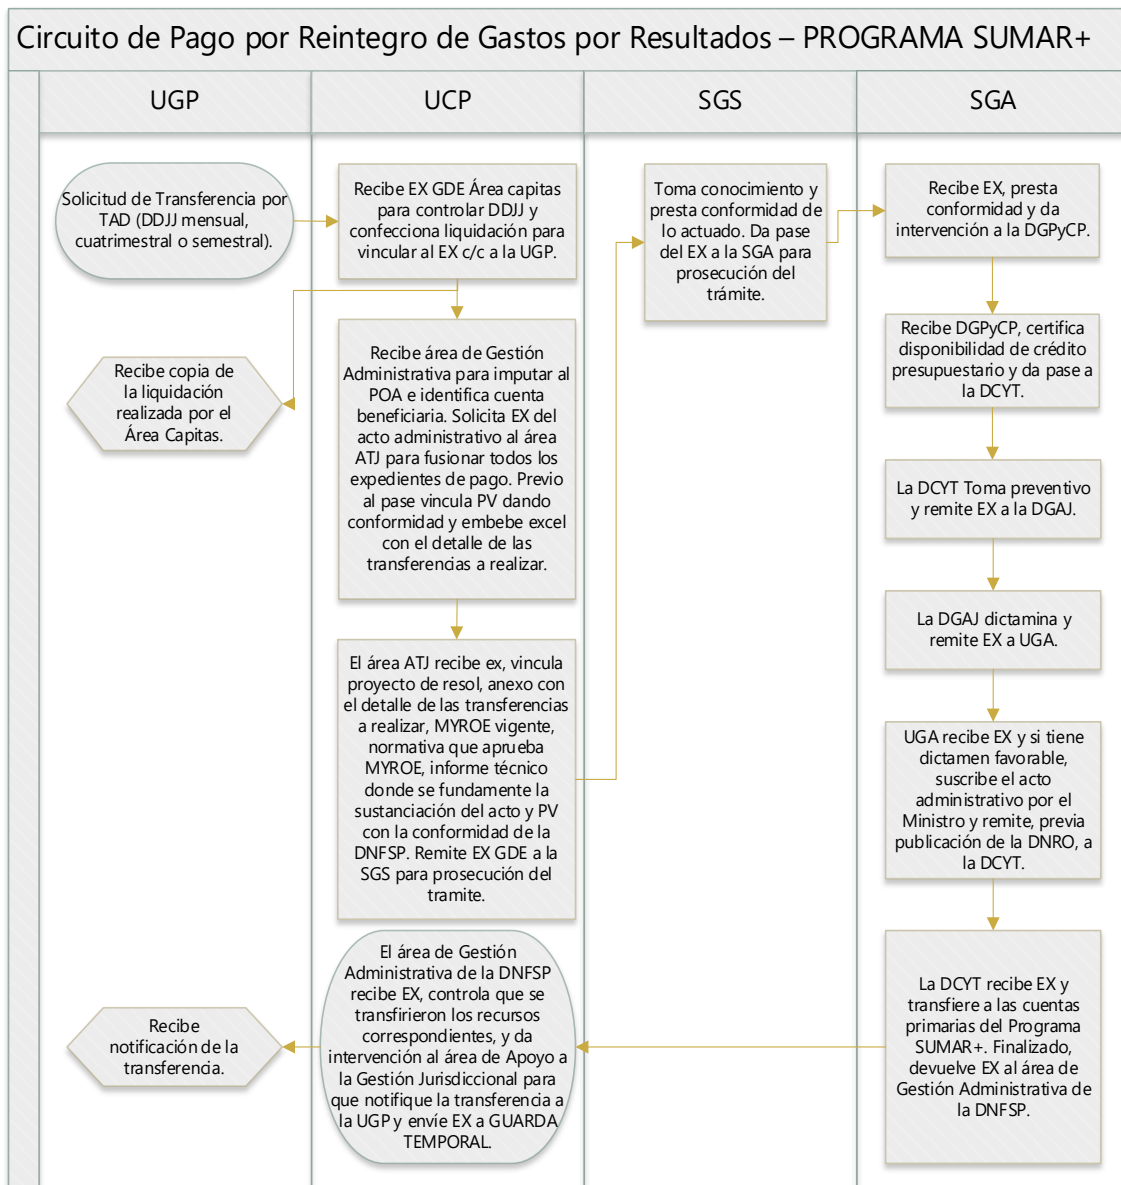 Circuito de Pago por Reintegro de Gastos por Resultados – PROGRAMA SUMAR+
UGP
UCP
SGS
SGA
Solicitud de Transferencia por
TAD (DDJJ mensual,
cuatrimestral o semestral).
Recibe EX GDE Área capitas
para controlar DDJJ y
confecciona liquidación para
vincular al EX c/c a la UGP.
Toma conocimiento y
presta conformidad de
lo actuado. Da pase
del EX a la SGA para
prosecución del
trámite.
Recibe EX, presta
conformidad y da
intervención a la DGPyCP.
Recibe copia de
la liquidación
realizada por el
Área Capitas.
Recibe área de Gestión
Administrativa para imputar al
POA e identifica cuenta
beneficiaria. Solicita EX del
acto administrativo al área
ATJ para fusionar todos los
expedientes de pago. Previo
al pase vincula PV dando
conformidad y embebe excel
con el detalle de las
transferencias a realizar.
Recibe DGPyCP, certifica
disponibilidad de crédito
presupuestario y da pase a
la DCYT.
La DCYT Toma preventivo
y remite EX a la DGAJ.
La DGAJ dictamina y
remite EX a UGA.
El área ATJ recibe ex, vincula
proyecto de resol, anexo con
el detalle de las transferencias
a realizar, MYROE vigente,
normativa que aprueba
MYROE, informe técnico
donde se fundamente la
sustanciación del acto y PV
con la conformidad de la
DNFSP. Remite EX GDE a la
SGS para prosecución del
tramite.
UGA recibe EX y si tiene
dictamen favorable,
suscribe el acto
administrativo por el
Ministro y remite, previa
publicación de la DNRO, a
la DCYT.
Recibe
notificación de la
transferencia.
El área de Gestión
Administrativa de la DNFSP
recibe EX, controla que se
transfirieron los recursos
correspondientes, y da
intervención al área de Apoyo a
la Gestión Jurisdiccional para
que notifique la transferencia a
la UGP y envíe EX a GUARDA
TEMPORAL.
La DCYT recibe EX y
transfiere a las cuentas
primarias del Programa
SUMAR+. Finalizado,
devuelve EX al área de
Gestión Administrativa de
la DNFSP.